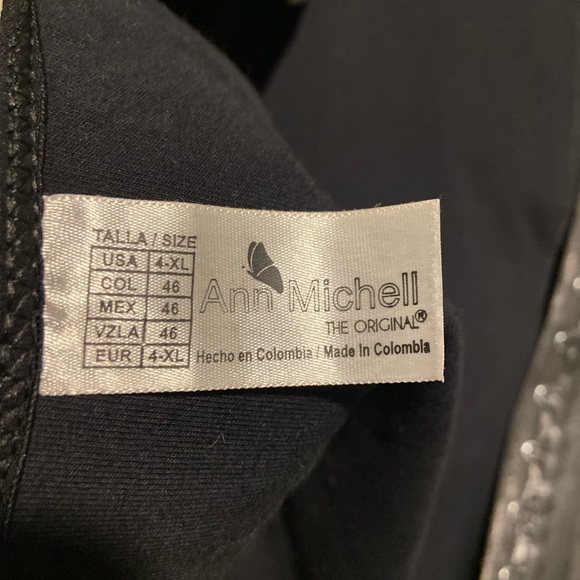 TALLA / SIZE
USA 4-XL
COL 46
MEX 46
VZLA 46
EUR 4-XL
Ann Michell
THE ORIGINAL®
Hecho en Colombia / Made In Colombia